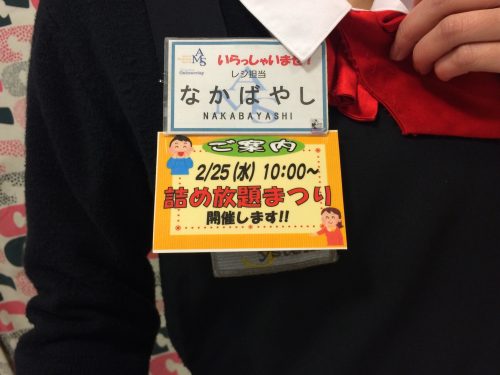 AMS
いらっしゃいませ!
レジ担当
なかばやし
NAKABAYASHI
ご案内
2/25(水) 10:00~
詰め放題まつり
開催します!!